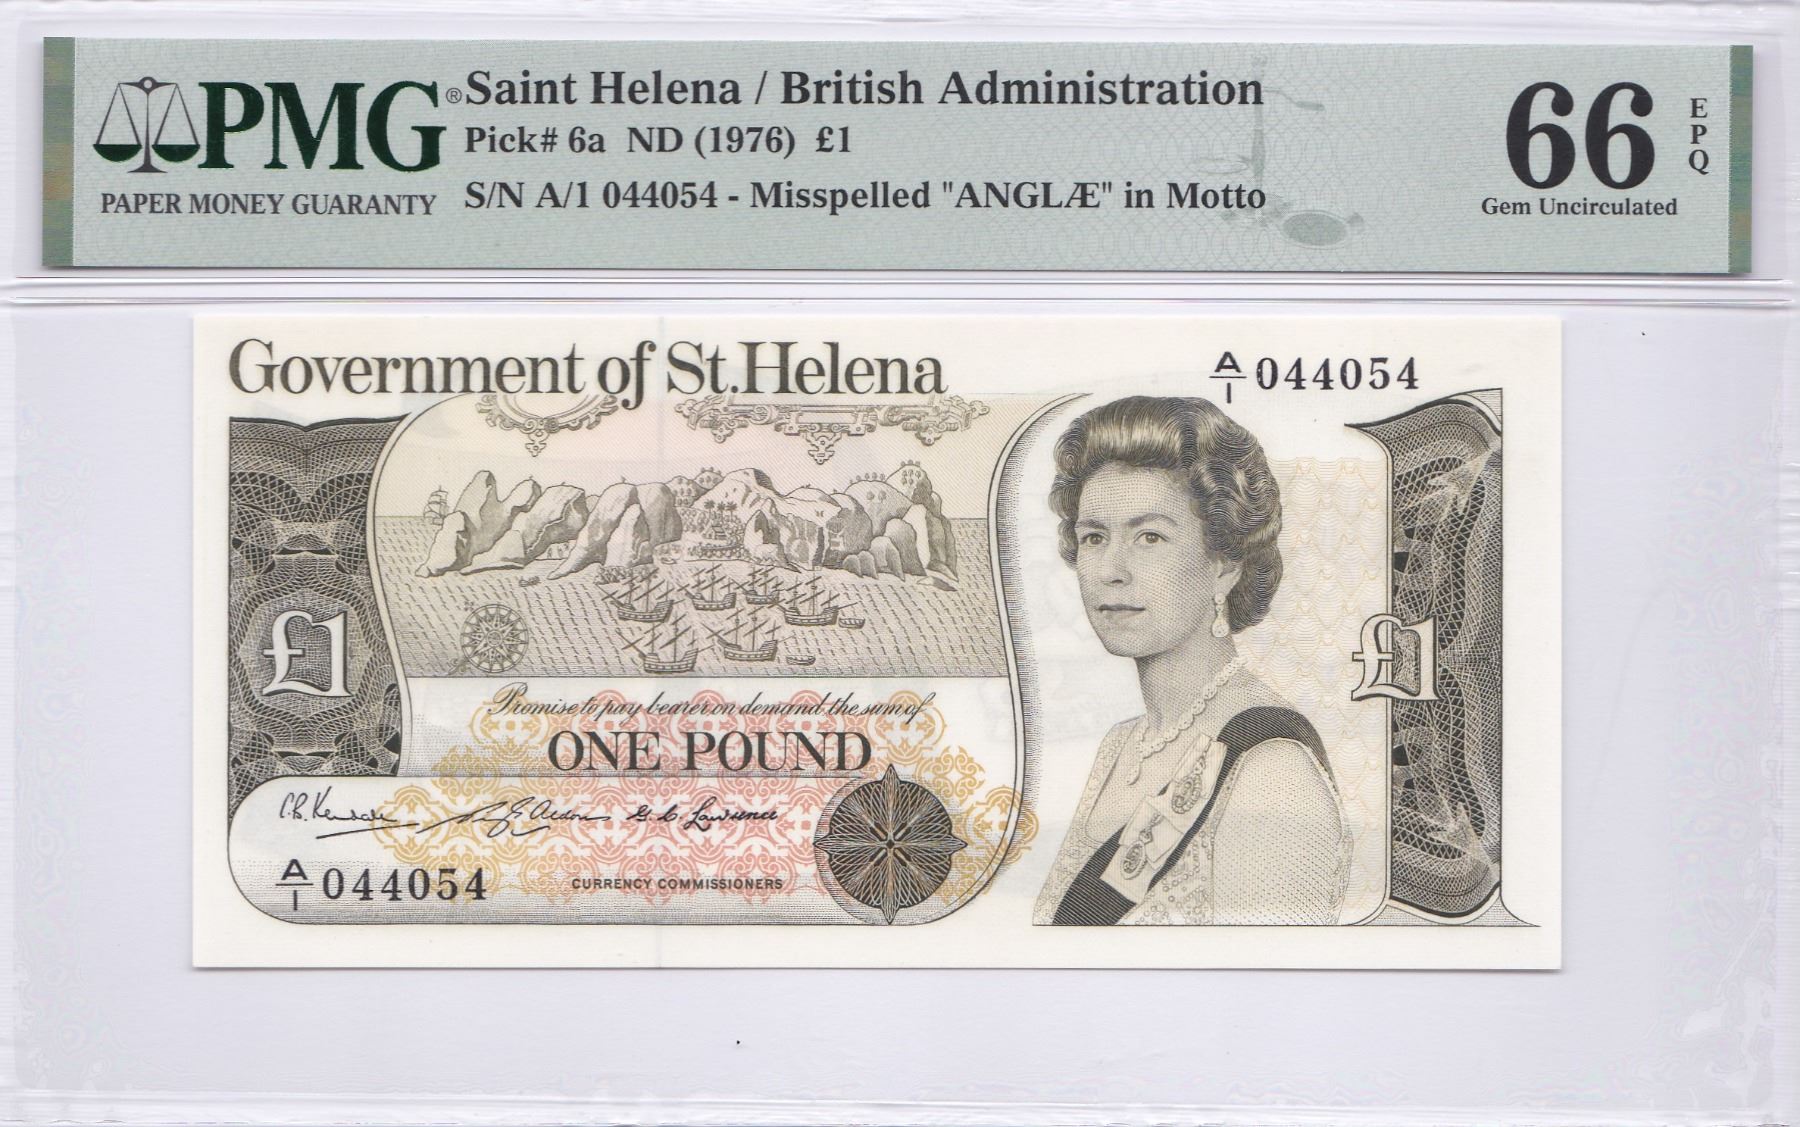 PMG®
PAPER MONEY GUARANTY
Saint Helena / British Administration
Pick# 6a ND (1976) £1
S/N A/1 044054 - Misspelled "ANGLÆ" in Motto
66
EPQ
Gem Uncirculated
Government of St.Helena
A/1 044054
£1
£1
Promise to pay bearer on demand the sum of
ONE POUND
A/1 044054
CURRENCY COMMISSIONERS